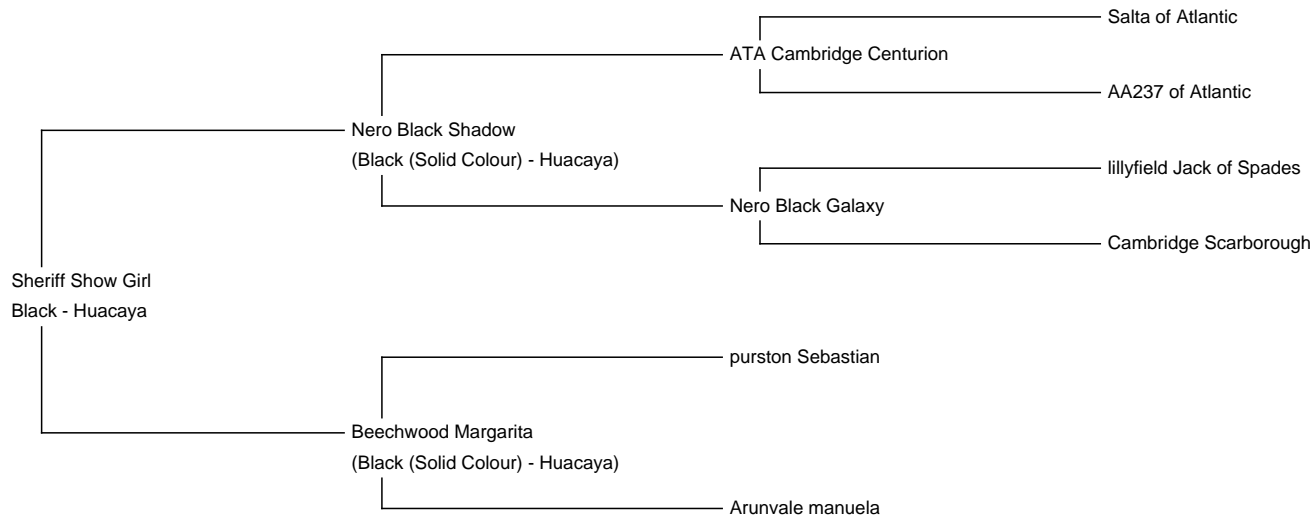 Salta of Atlantic
ATA Cambridge Centurion
AA237 of Atlantic
Nero Black Shadow
(Black (Solid Colour) - Huacaya)
lillyfield Jack of Spades
Nero Black Galaxy
Cambridge Scarborough
Sheriff Show Girl
Black - Huacaya
purston Sebastian
Beechwood Margarita
(Black (Solid Colour) - Huacaya)
Arunvale manuela